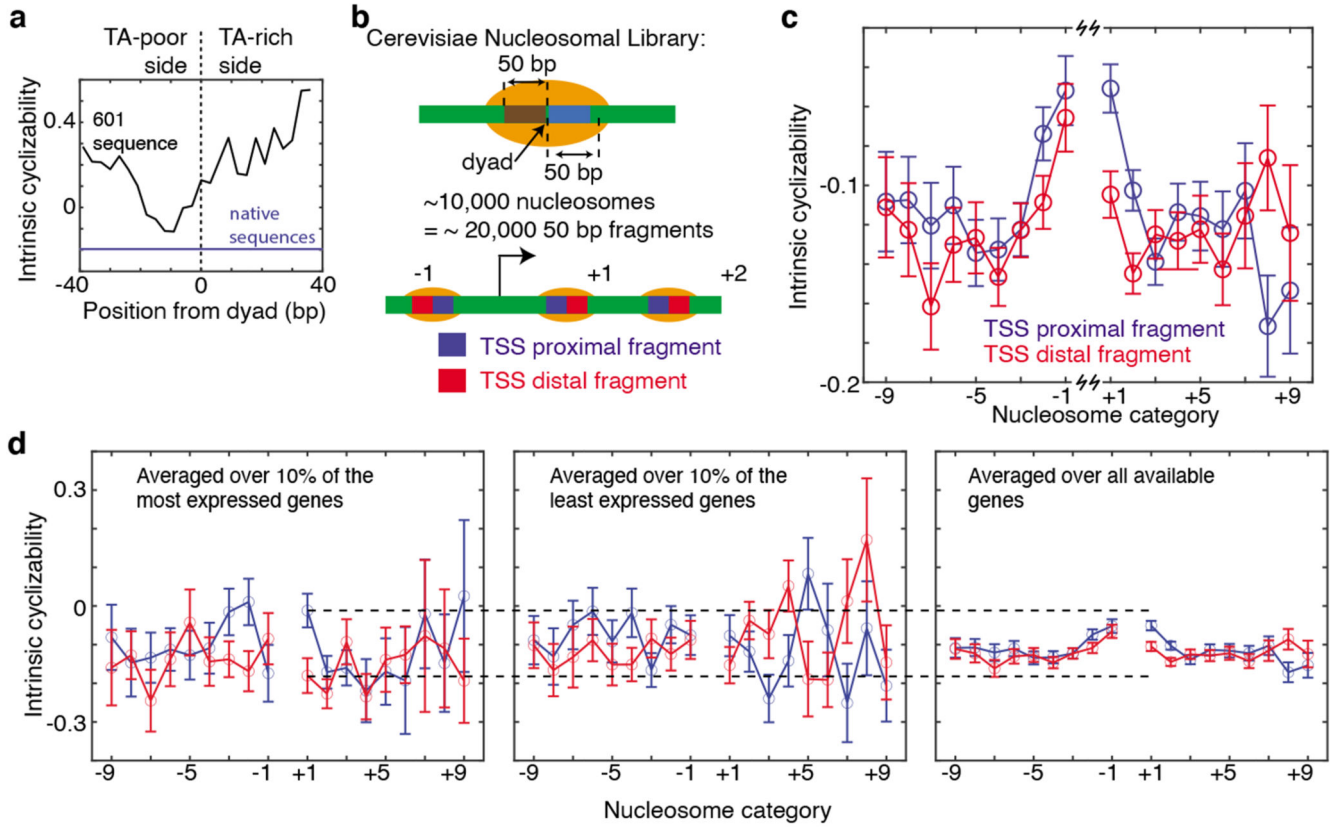 a
TA-poor side
TA-rich side
Intrinsic cyclizability
0.4
0
601
sequence
native
sequences
-40
0
40
Position from dyad (bp)
b
Cerevisiae Nucleosomal Library:
50 bp
dyad
50 bp
~10,000 nucleosomes
= ~ 20,000 50 bp fragments
-1
+1
+2
TSS proximal fragment
TSS distal fragment
c
Intrinsic cyclizability
-0.1
-0.2
TSS proximal fragment
TSS distal fragment
-9
-5
-1
+1
+5
+9
Nucleosome category
d
Intrinsic cyclizability
0.3
0
-0.3
Averaged over 10% of the
most expressed genes
-9
-5
-1
+1
+5
+9
Averaged over 10% of the
least expressed genes
-9
-5
-1
+1
+5
+9
Averaged over all available
genes
-9
-5
-1
+1
+5
+9
Nucleosome category